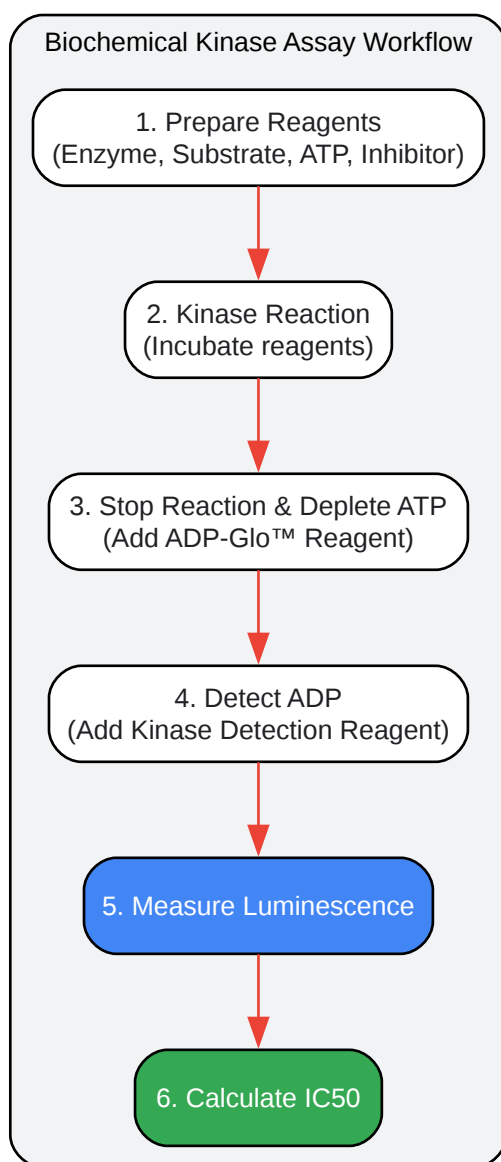 Biochemical Kinase Assay Workflow
1. Prepare Reagents
(Enzyme, Substrate, ATP, Inhibitor)
2. Kinase Reaction
(Incubate reagents)
3. Stop Reaction & Deplete ATP
(Add ADP-Glo™ Reagent)
4. Detect ADP
(Add Kinase Detection Reagent)
5. Measure Luminescence
6. Calculate IC50